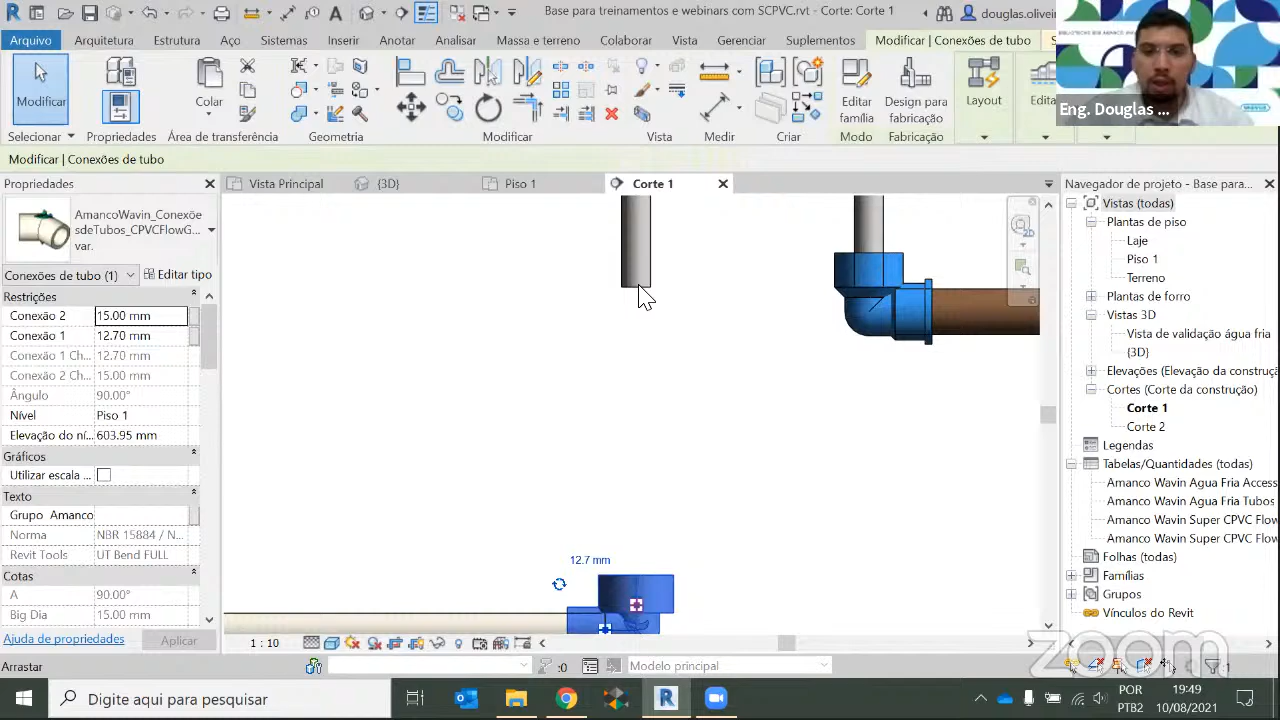 Base para treinamentos e webinars com SCPVC.rvt - Corte: Corte 1
douglas.oliveir
Arquivo
Arquitetura
Estrutura
Sistemas
Inser
Analisar
Massa
Colabora
Vista
Gerenc
Modificar | Conexões de tubo
Modificar
Colar
Editar família
Design para Fabricação
Layout
Edita
Selecionar
Propriedades
Área de transferência
Geometria
Modificar
Vista
Medir
Criar
Modo
Fabricação
Eng. Douglas ...
Modificar | Conexões de tubo
Propriedades
Vista Principal
{3D}
Piso 1
Corte 1
Navegador de projeto - Base para...
AmancoWavin_Conexõe
sdeTubos_CPVCFlowG...
var.
Conexões de tubo (1)
Editar tipo
Restrições
Conexão 2 15.00 mm
Conexão 1 12.70 mm
Conexão 1 Ch... 12.70 mm
Conexão 2 Ch... 15.00 mm
Ângulo 90.00°
Nível Piso 1
Elevação do ní... 603.95 mm
Gráficos
Utilizar escala ...
Texto
Grupo Amanco
Norma NBR 15884 / N...
Revit Tools UT Bend FULL
Cotas
A 90.00°
Big Dia 15.00 mm
Ajuda de propriedades
Aplicar
2D
12.7 mm
1 : 10
Vistas (todas)
Plantas de piso
Laje
Piso 1
Terreno
Plantas de forro
Vistas 3D
Vista de validação água fria
{3D}
Elevações (Elevação da construçã
Cortes (Corte da construção)
Corte 1
Corte 2
Legendas
Tabelas/Quantidades (todas)
Amanco Wavin Agua Fria Access
Amanco Wavin Agua Fria Tubos
Amanco Wavin Super CPVC Flow
Amanco Wavin Super CPVC Flow
Folhas (todas)
Famílias
Grupos
Vínculos do Revit
Arrastar
:0
Modelo principal
:1
zoom
Digite aqui para pesquisar
POR
PTB2
19:49
10/08/2021